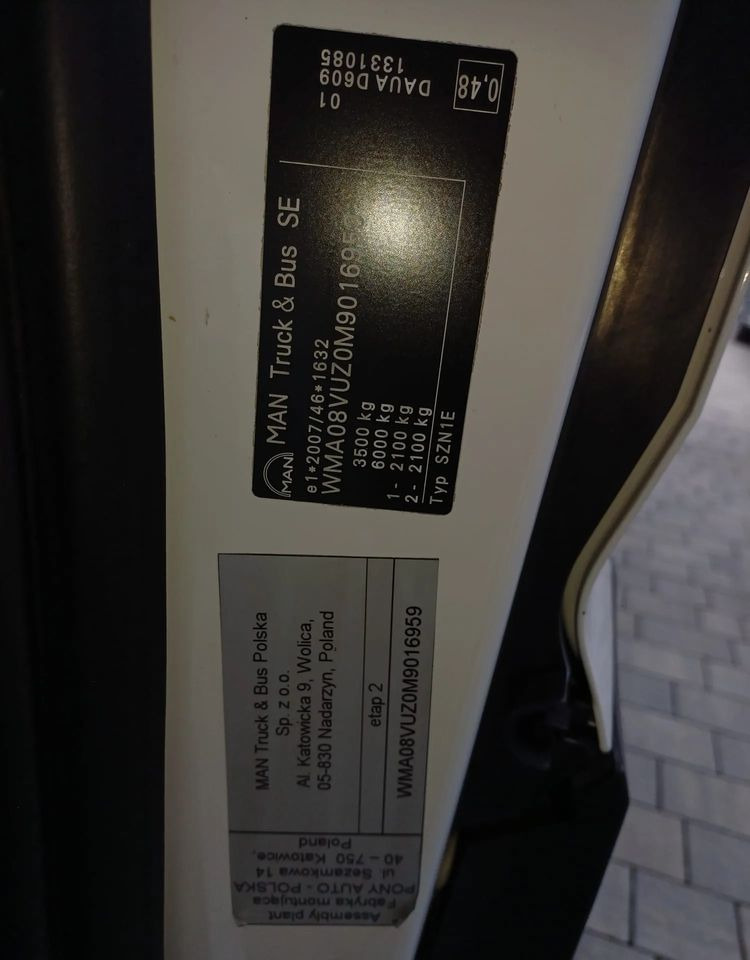 MAN
MAN Truck & Bus SE
e1*2007/46*1632
WMA08VUZ0M9016959
3500 kg
6000 kg
1- 2100 kg
2- 2100 kg
Typ SZN1E
01
DAUA D609
1331085
0,48
MAN Truck & Bus Polska
Sp. z o.o.
Al. Katowicka 9, Wolica,
05-830 Nadarzyn, Poland
etap 2
WMA08VUZ0M9016959
Assembly plant
Fabryka montująca
PONY AUTO - POLSKA
ul. Sezamkowa 14
40 – 750 Katowice,
Poland